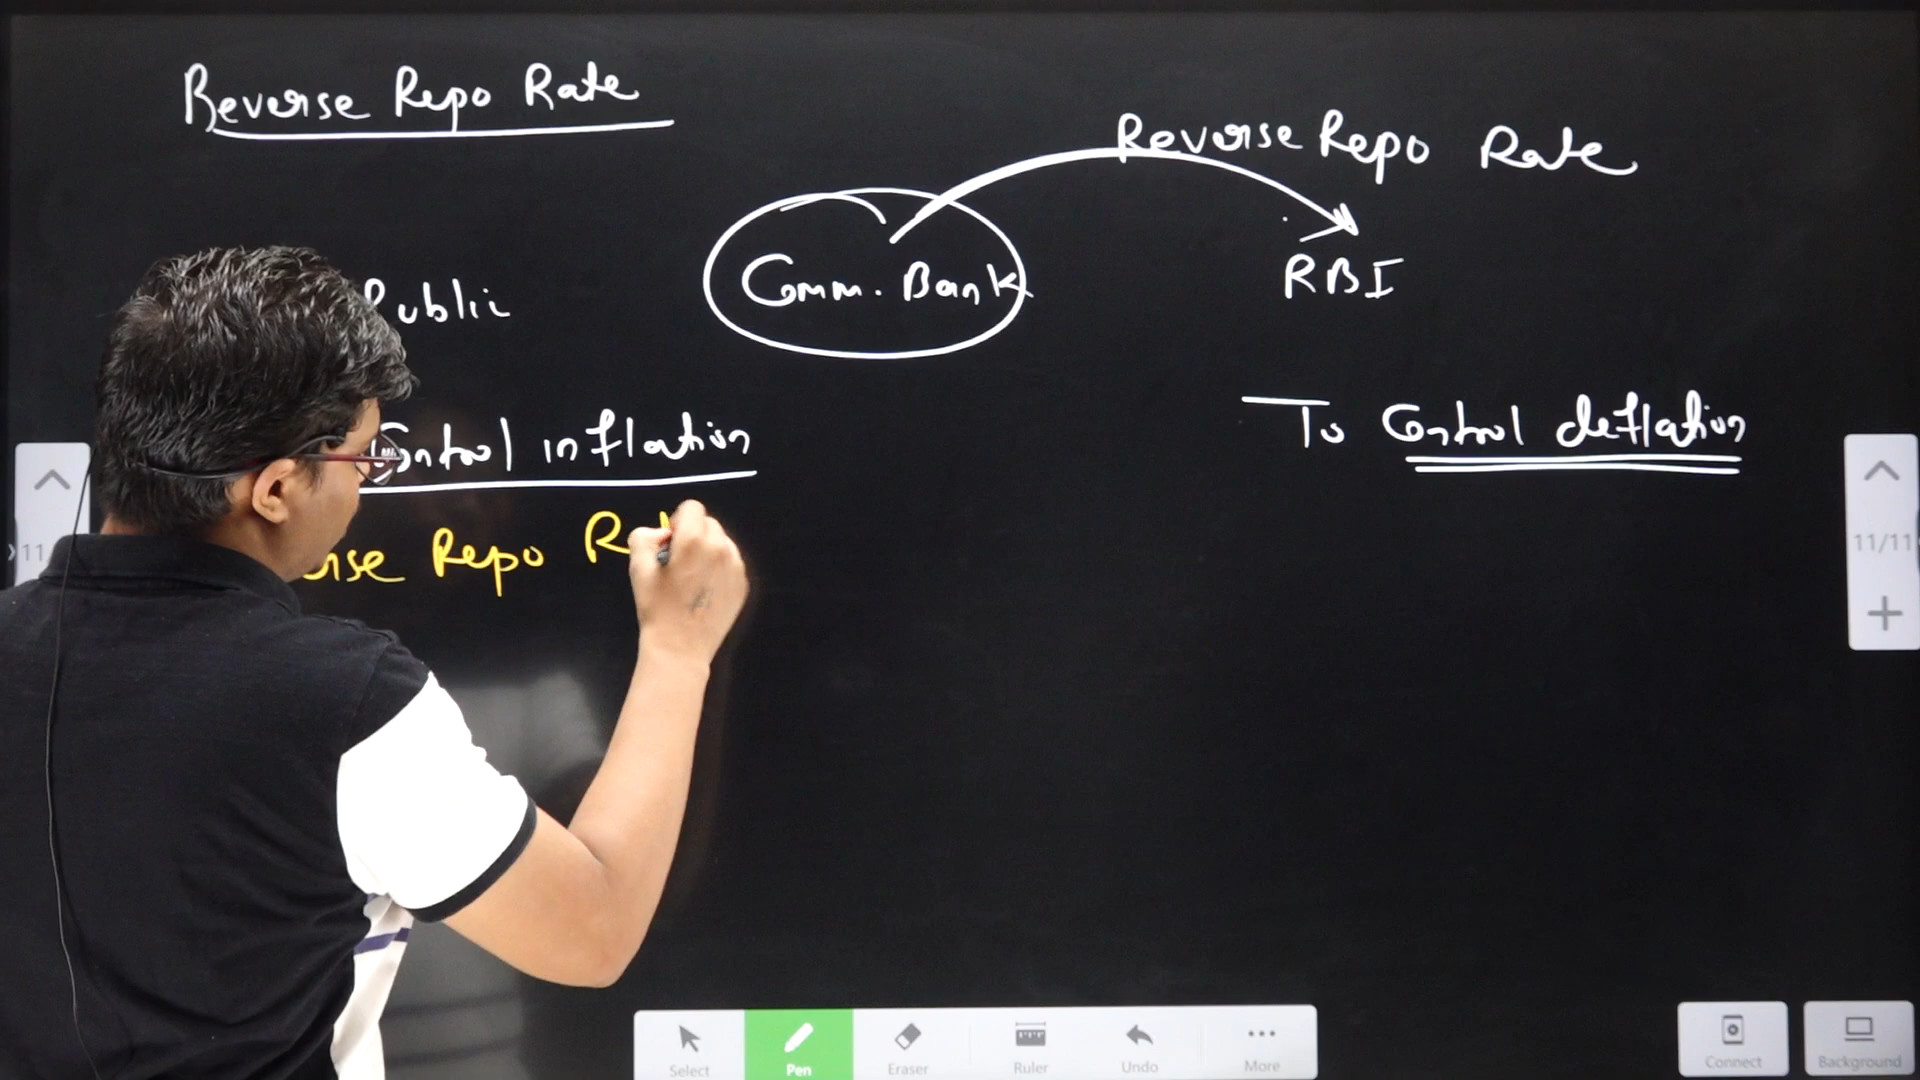 Reverse Repo Rate
Reverse Repo Rate
Public
Comm. Bank
RBI
Control inflation
To Control deflation
Repo
11/11
Select
Pen
Eraser
Ruler
Undo
More
Connect
Background